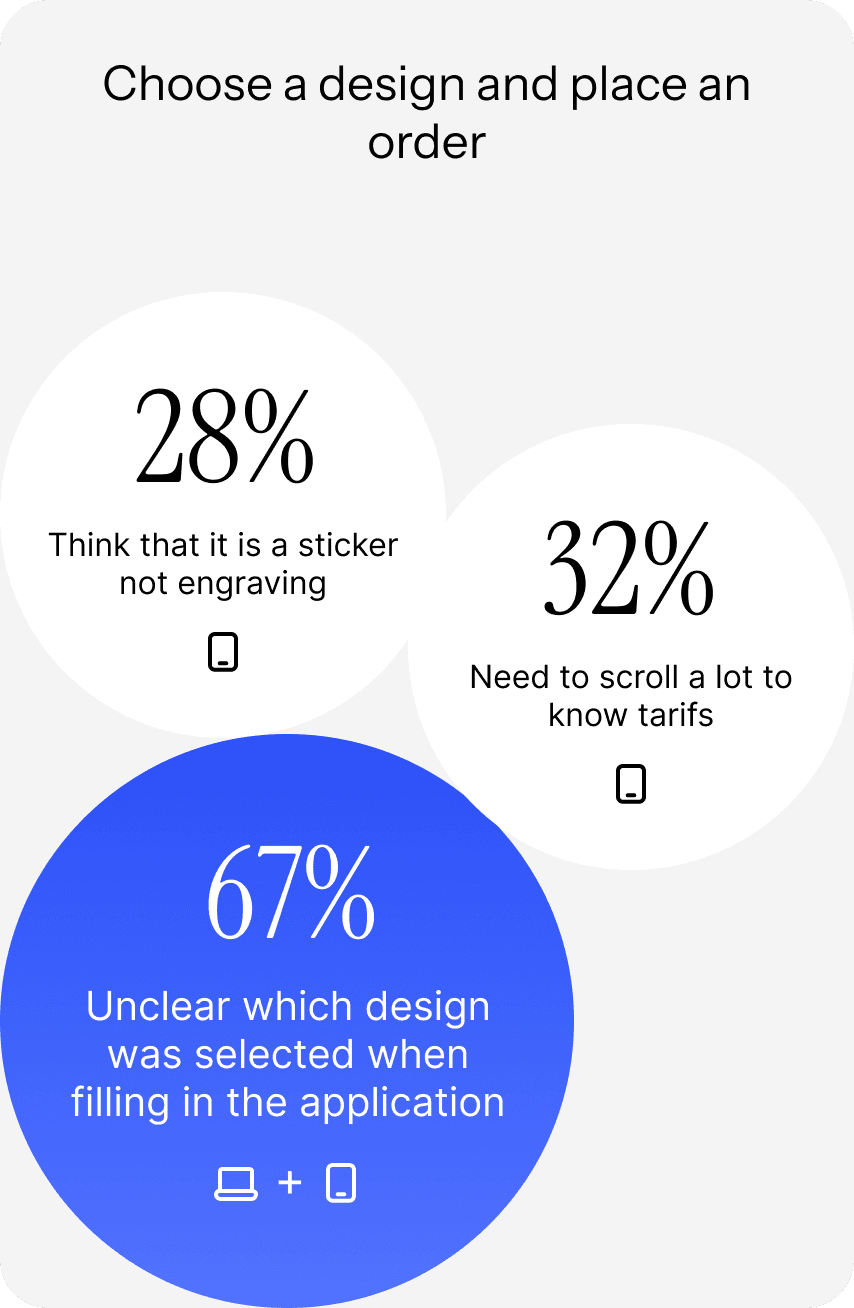 Choose a design and place an
order
28%
Think that it is a sticker
not engraving
32%
Need to scroll a lot to
know tarifs
67%
Unclear which design
was selected when
filling in the application
+